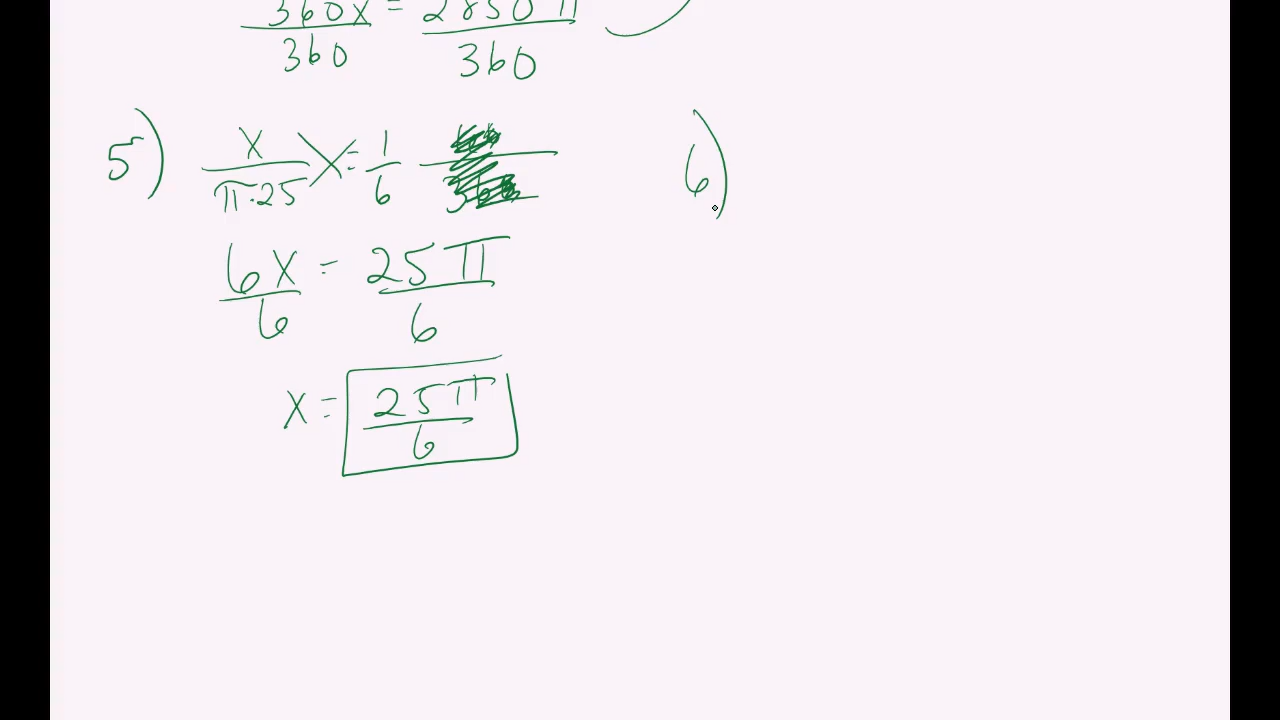 360x = 2850π
360 360
5) x/π·25 = 1/6
6x/6 = 25π/6
x = 25π/6
6)